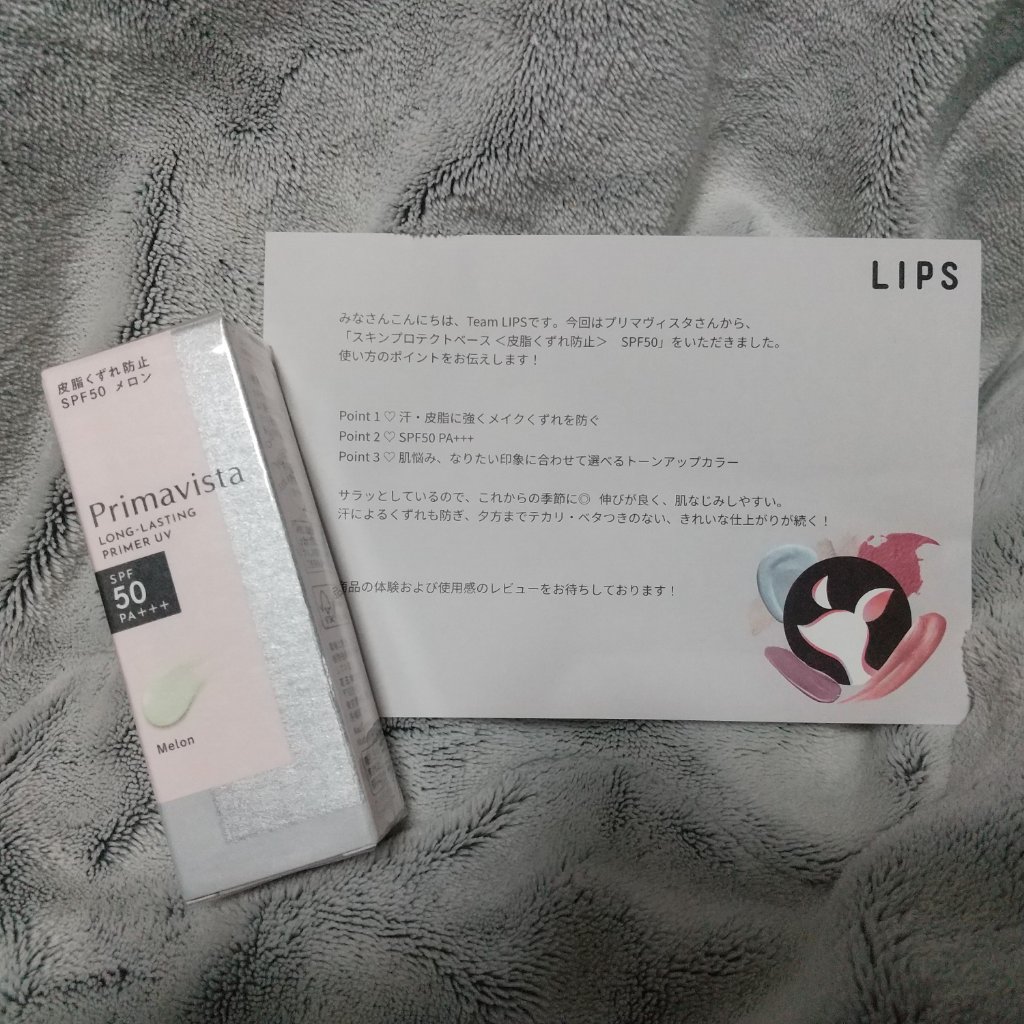 LIPS
みなさんこんにちは、Team LIPSです。今回はプリマヴィスタさんから、
「スキンプロテクトベース＜皮脂くずれ防止＞　SPF50」をいただきました。
使い方のポイントをお伝えします！
Point 1 ♡ 汗・皮脂に強くメイクくずれを防ぐ
Point 2 ♡ SPF50 PA+++
Point 3 ♡ 肌悩み、なりたい印象に合わせて選べるトーンアップカラー
サラッとしているので、これからの季節に◎ 伸びが良く、肌なじみしやすい。
汗によるくずれも防ぎ、夕方までテカリ・ベタつきのない、きれいな仕上がりが続く！
商品の体験および使用感のレビューをお待ちしております！
皮脂くずれ防止
SPF50 メロン
Primavista
LONG-LASTING
PRIMER UV
SPF
50
PA+++
Melon